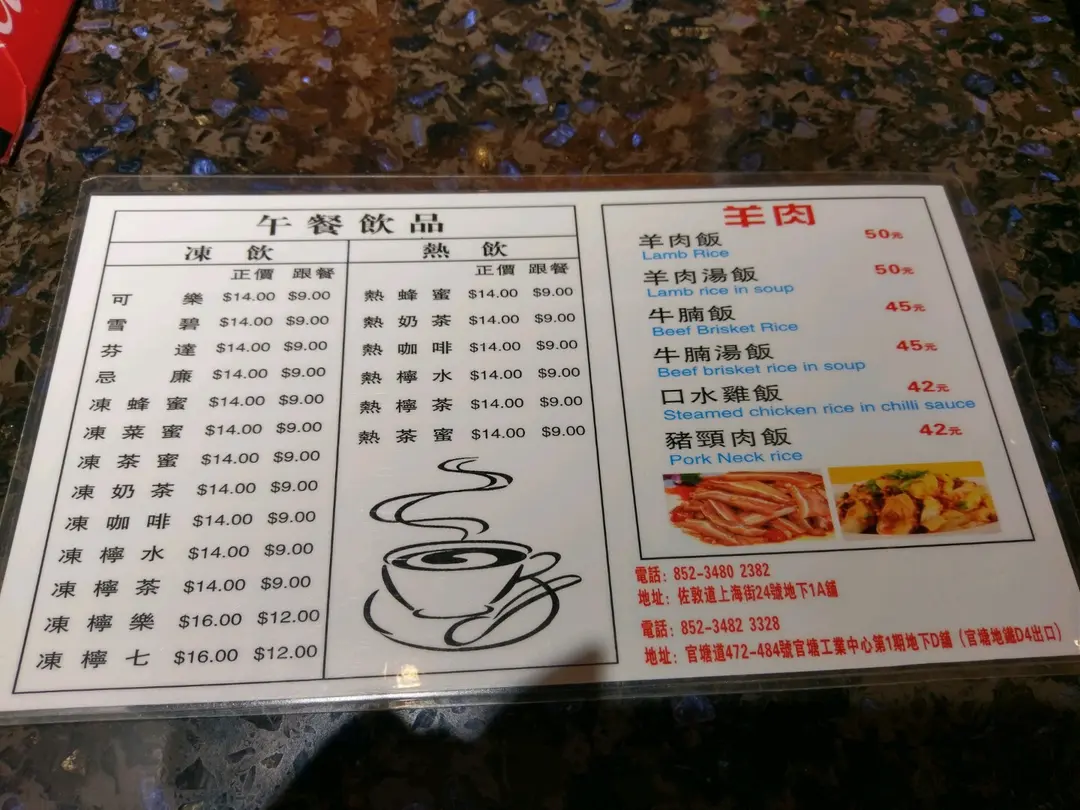 午餐飲品
凍飲
正價 跟餐
可樂 $14.00 $9.00
雪碧 $14.00 $9.00
芬達 $14.00 $9.00
忌廉 $14.00 $9.00
凍蜂蜜 $14.00 $9.00
凍菜蜜 $14.00 $9.00
凍茶蜜 $14.00 $9.00
凍奶茶 $14.00 $9.00
凍咖啡 $14.00 $9.00
凍檸水 $14.00 $9.00
凍檸茶 $14.00 $9.00
凍檸樂 $16.00 $12.00
凍檸七 $16.00 $12.00
熱飲
正價 跟餐
熱蜂蜜 $14.00 $9.00
熱奶茶 $14.00 $9.00
熱咖啡 $14.00 $9.00
熱檸水 $14.00 $9.00
熱檸茶 $14.00 $9.00
熱茶蜜 $14.00 $9.00
羊肉
羊肉飯 50元
Lamb Rice
羊肉湯飯 50元
Lamb rice in soup
牛腩飯 45元
Beef Brisket Rice
牛腩湯飯 45元
Beef brisket rice in soup
口水雞飯 42元
Steamed chicken rice in chilli sauce
豬頸肉飯 42元
Pork Neck rice
電話：852-3480 2382
地址：佐敦道上海街24號地下1A舖
電話：852-3482 3328
地址：官塘道472-484號官塘工業中心第1期地下D舖（官塘地鐵D4出口）